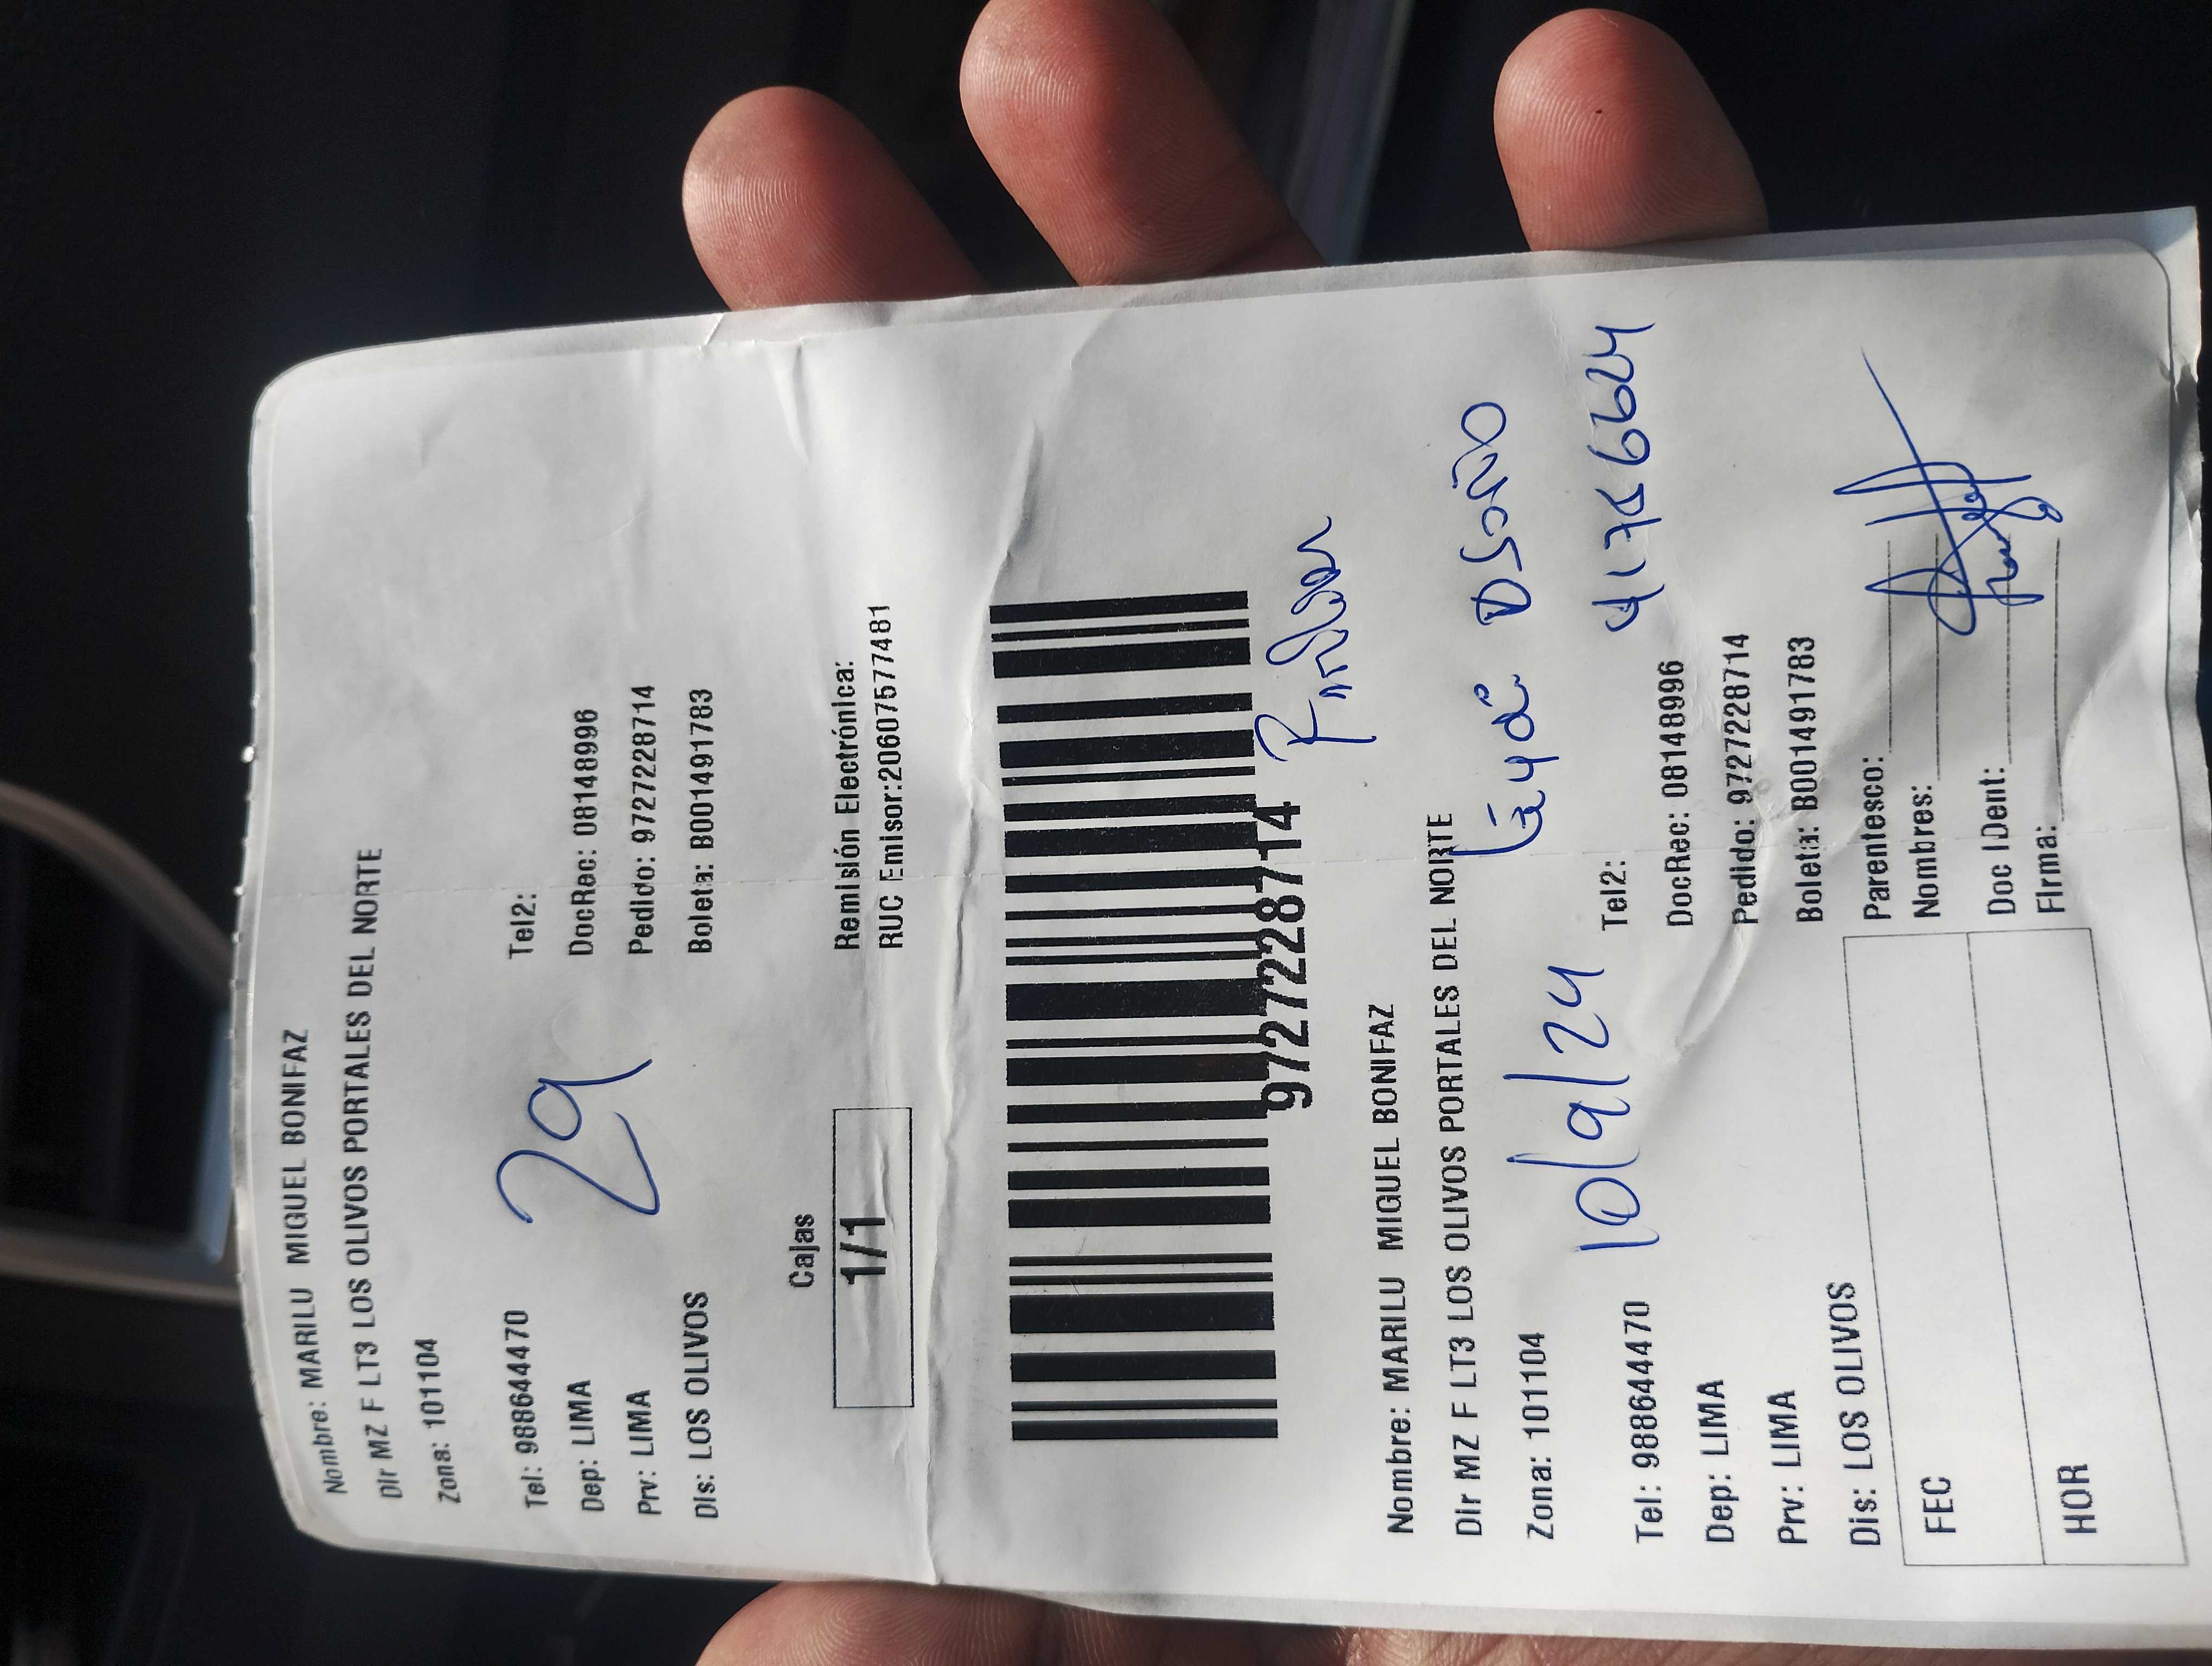 Nombre: MARILU MIGUEL BONIFAZ
Dir MZ F LT3 LOS OLIVOS PORTALES DEL NORTE
Zona: 101104
29
Tel: 988644470 Tel2:
Dep: LIMA DocRec: 08148996
Prv: LIMA Pedido: 9727228714
Dis: LOS OLIVOS Boleta: B001491783
Cajas
1/1
Remisión Electrónica:
RUC Emisor:20607577481
9727228714
Nombre: MARILU MIGUEL BONIFAZ
Dir MZ F LT3 LOS OLIVOS PORTALES DEL NORTE
Zona: 101104
10/9/24
Tel: 988644470 Tel2:
Dep: LIMA DocRec: 08148996
Prv: LIMA Pedido: 9727228714
Dis: LOS OLIVOS Boleta: B001491783
FEC
HOR
Parentesco:
Nombres:
Doc IDent:
Firma: